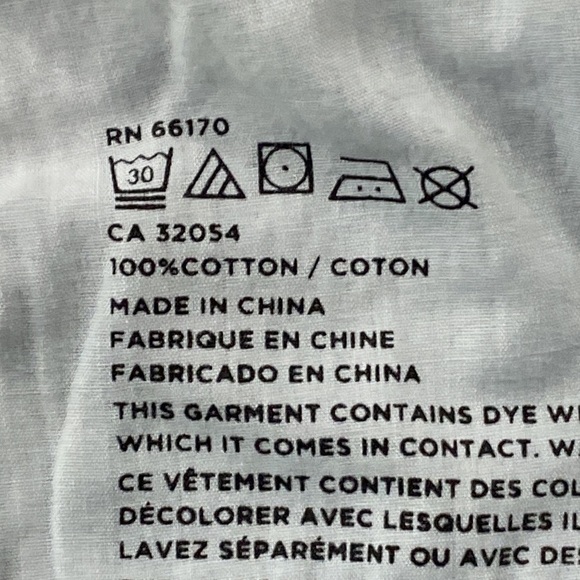 RN 66170
30
CA 32054
100%COTTON / COTON
MADE IN CHINA
FABRIQUE EN CHINE
FABRICADO EN CHINA
THIS GARMENT CONTAINS DYE
WHICH IT COMES IN CONTACT.
CE VÊTEMENT CONTIENT DES
DÉCOLORER AVEC LESQUELLES
LAVEZ SÉPARÉMENT OU AVEC